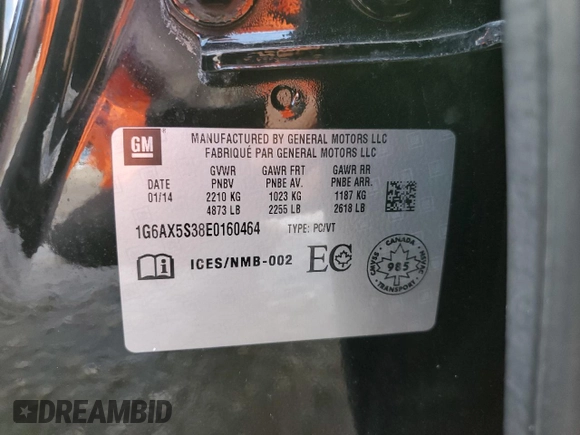 GM
MANUFACTURED BY GENERAL MOTORS LLC
FABRIQUÉ PAR GENERAL MOTORS LLC
GVWR GAWR FRT GAWR RR
DATE PNBV PNBE AV. PNBE ARR.
01/14 2210 KG 1023 KG 1187 KG
4873 LB 2255 LB 2618 LB
1G6AX5S38E0160464 TYPE: PC/VT
ICES/NMB-002 EC
CANADA
CMVSS 985 NSVAC
TRANSPORT
DREAMBID